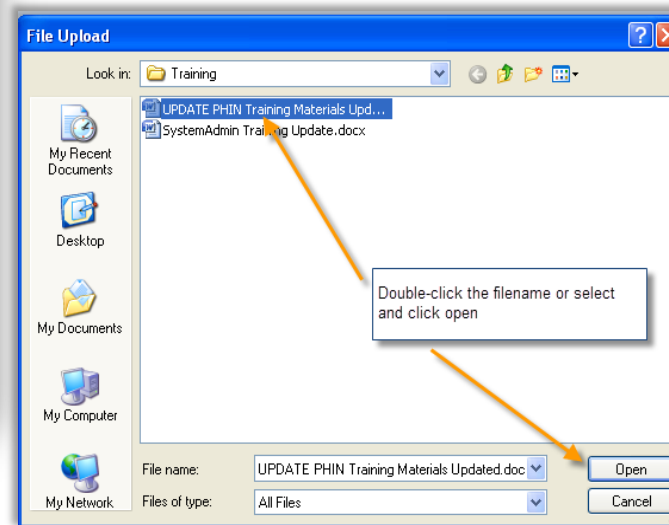 File Upload
Look in:
Training
UPDATE PHIN Training Materials Upd...
SystemAdmin Training Update.docx
My Recent
Documents
Desktop
My Documents
My Computer
My Network
Double-click the filename or select
and click open
File name:
UPDATE PHIN Training Materials Updated.doc
Open
Files of type:
All Files
Cancel